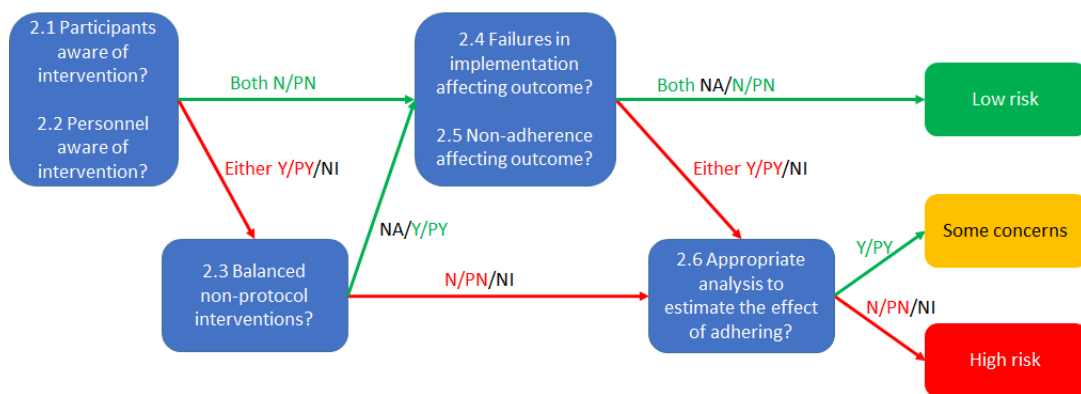 2.1 Participants
aware of
intervention?
2.2 Personnel
aware of
intervention?
Both N/PN
Either Y/PY/NI
2.3 Balanced
non-protocol
interventions?
NA/Y/PY
N/PN/NI
2.4 Failures in
implementation
affecting outcome?
2.5 Non-adherence
affecting outcome?
Both NA/N/PN
Either Y/PY/NI
2.6 Appropriate
analysis to
estimate the effect
of adhering?
Y/PY
N/PN/NI
Low risk
Some concerns
High risk